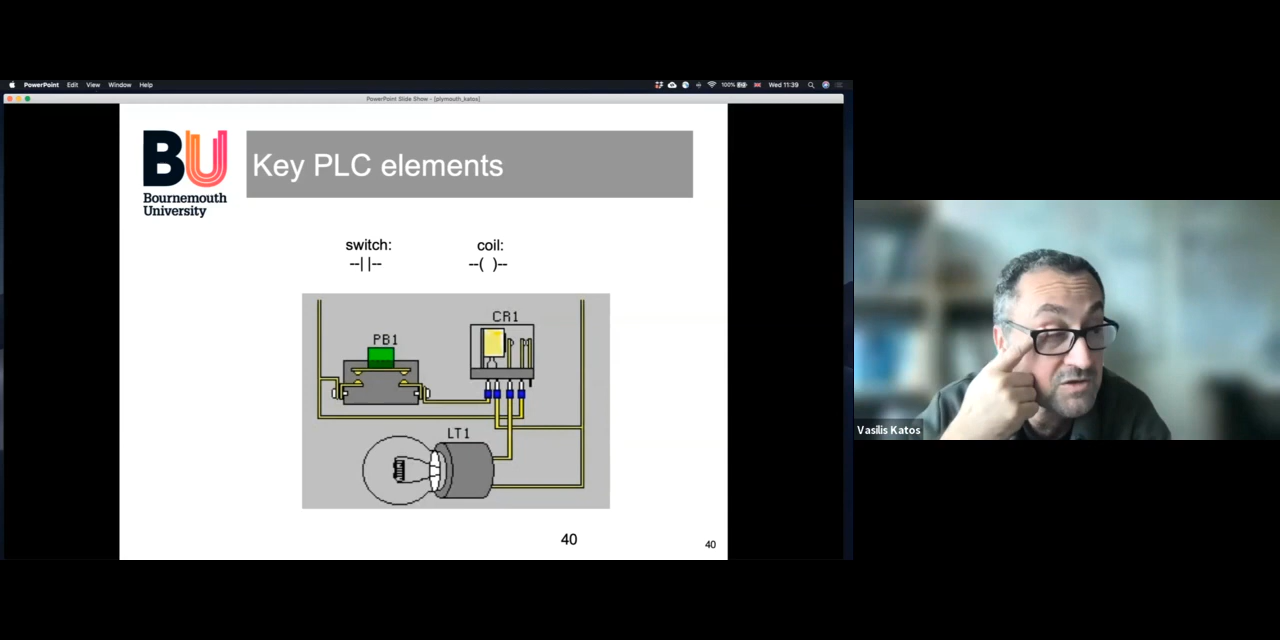 PowerPoint Edit View Window Help
100% Wed 11:39
PowerPoint Slide Show - [plymouth_katos]
BU
Bournemouth
University
Key PLC elements
switch: coil:
--| |-- --( )--
CR1
PB1
LT1
40
40
Vasilis Katos